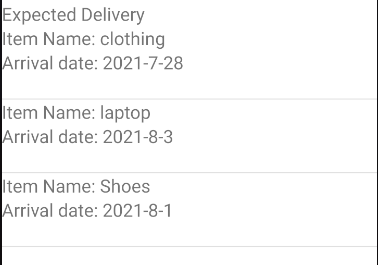 Expected Delivery
Item Name: clothing
Arrival date: 2021-7-28
Item Name: laptop
Arrival date: 2021-8-3
Item Name: Shoes
Arrival date: 2021-8-1